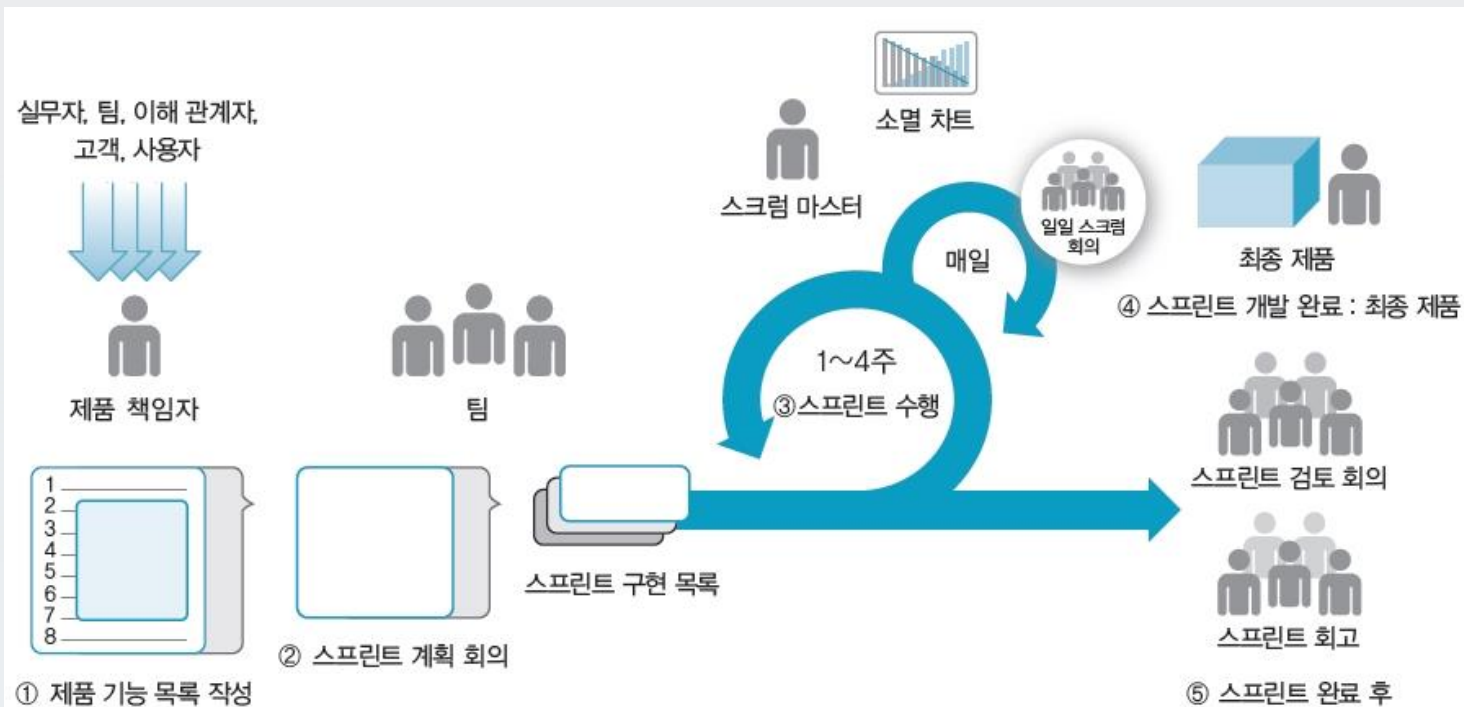 실무자, 팀, 이해 관계자,
고객, 사용자
제품 책임자
1
2
3
4
5
6
7
8
① 제품 기능 목록 작성
팀
② 스프린트 계획 회의
스프린트 구현 목록
스크럼 마스터
소멸 차트
매일
일일 스크럼
회의
1~4주
③스프린트 수행
최종 제품
④ 스프린트 개발 완료 : 최종 제품
스프린트 검토 회의
스프린트 회고
⑤ 스프린트 완료 후